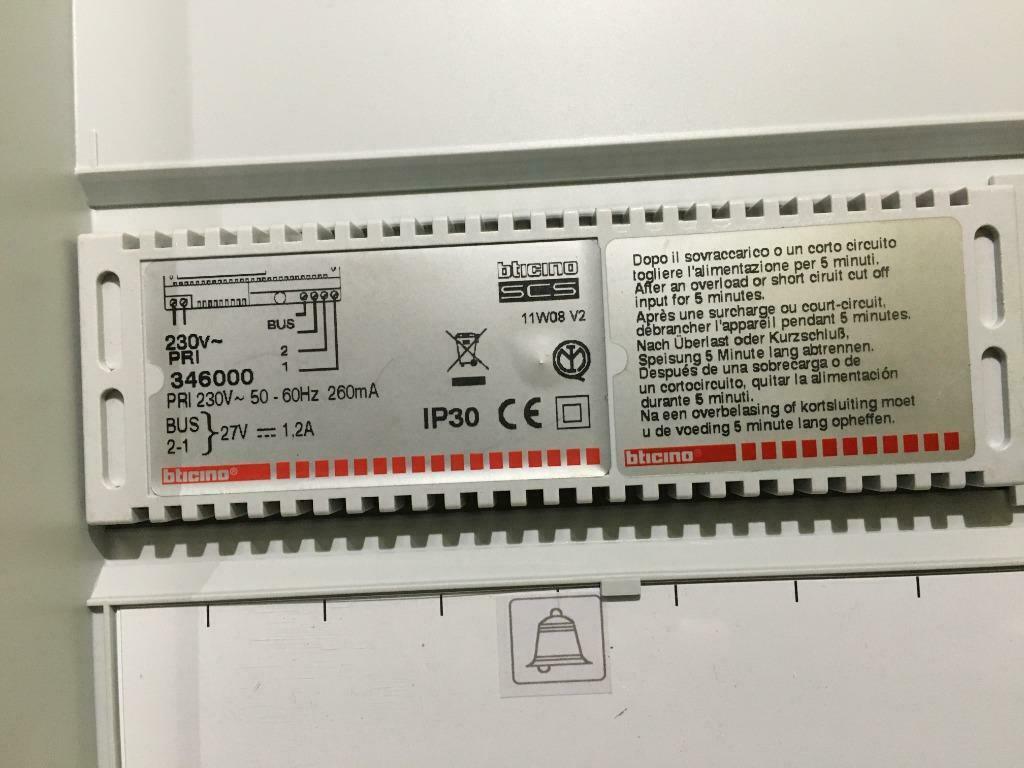 bticino
SCS
11W08 V2
BUS
2
1
230V~
PRI
346000
PRI 230V~ 50 - 60Hz 260mA
BUS
2-1
27V ⎓ 1,2A
IP30 CE
bticino®
Dopo il sovraccarico o un corto circuito
togliere l'alimentazione per 5 minuti.
After an overload or short ciruit cut off
input for 5 minutes.
Après une surcharge ou court-circuit,
débrancher l'appareil pendant 5 minutes.
Nach Überlast oder Kurzschluß,
Speisung 5 Minute lang abtrennen.
Después de una sobrecarga o de
un cortocircuito, quitar la alimentación
durante 5 minuti.
Na een overbelasing of kortsluiting moet
u de voeding 5 minute lang opheffen.
bticino®